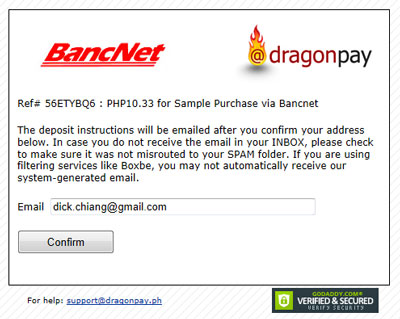 BancNet
@dragonpay
Ref# 56ETYBQ6 : PHP10.33 for Sample Purchase via Bancnet
The deposit instructions will be emailed after you confirm your address
below. In case you do not receive the email in your INBOX, please check
to make sure it was not misrouted to your SPAM folder. If you are using
filtering services like Boxbe, you may not automatically receive our
system-generated email.
Email dick.chiang@gmail.com
Confirm
For help: support@dragonpay.ph
GODADDY.COM®
VERIFIED & SECURED
VERIFY SECURITY